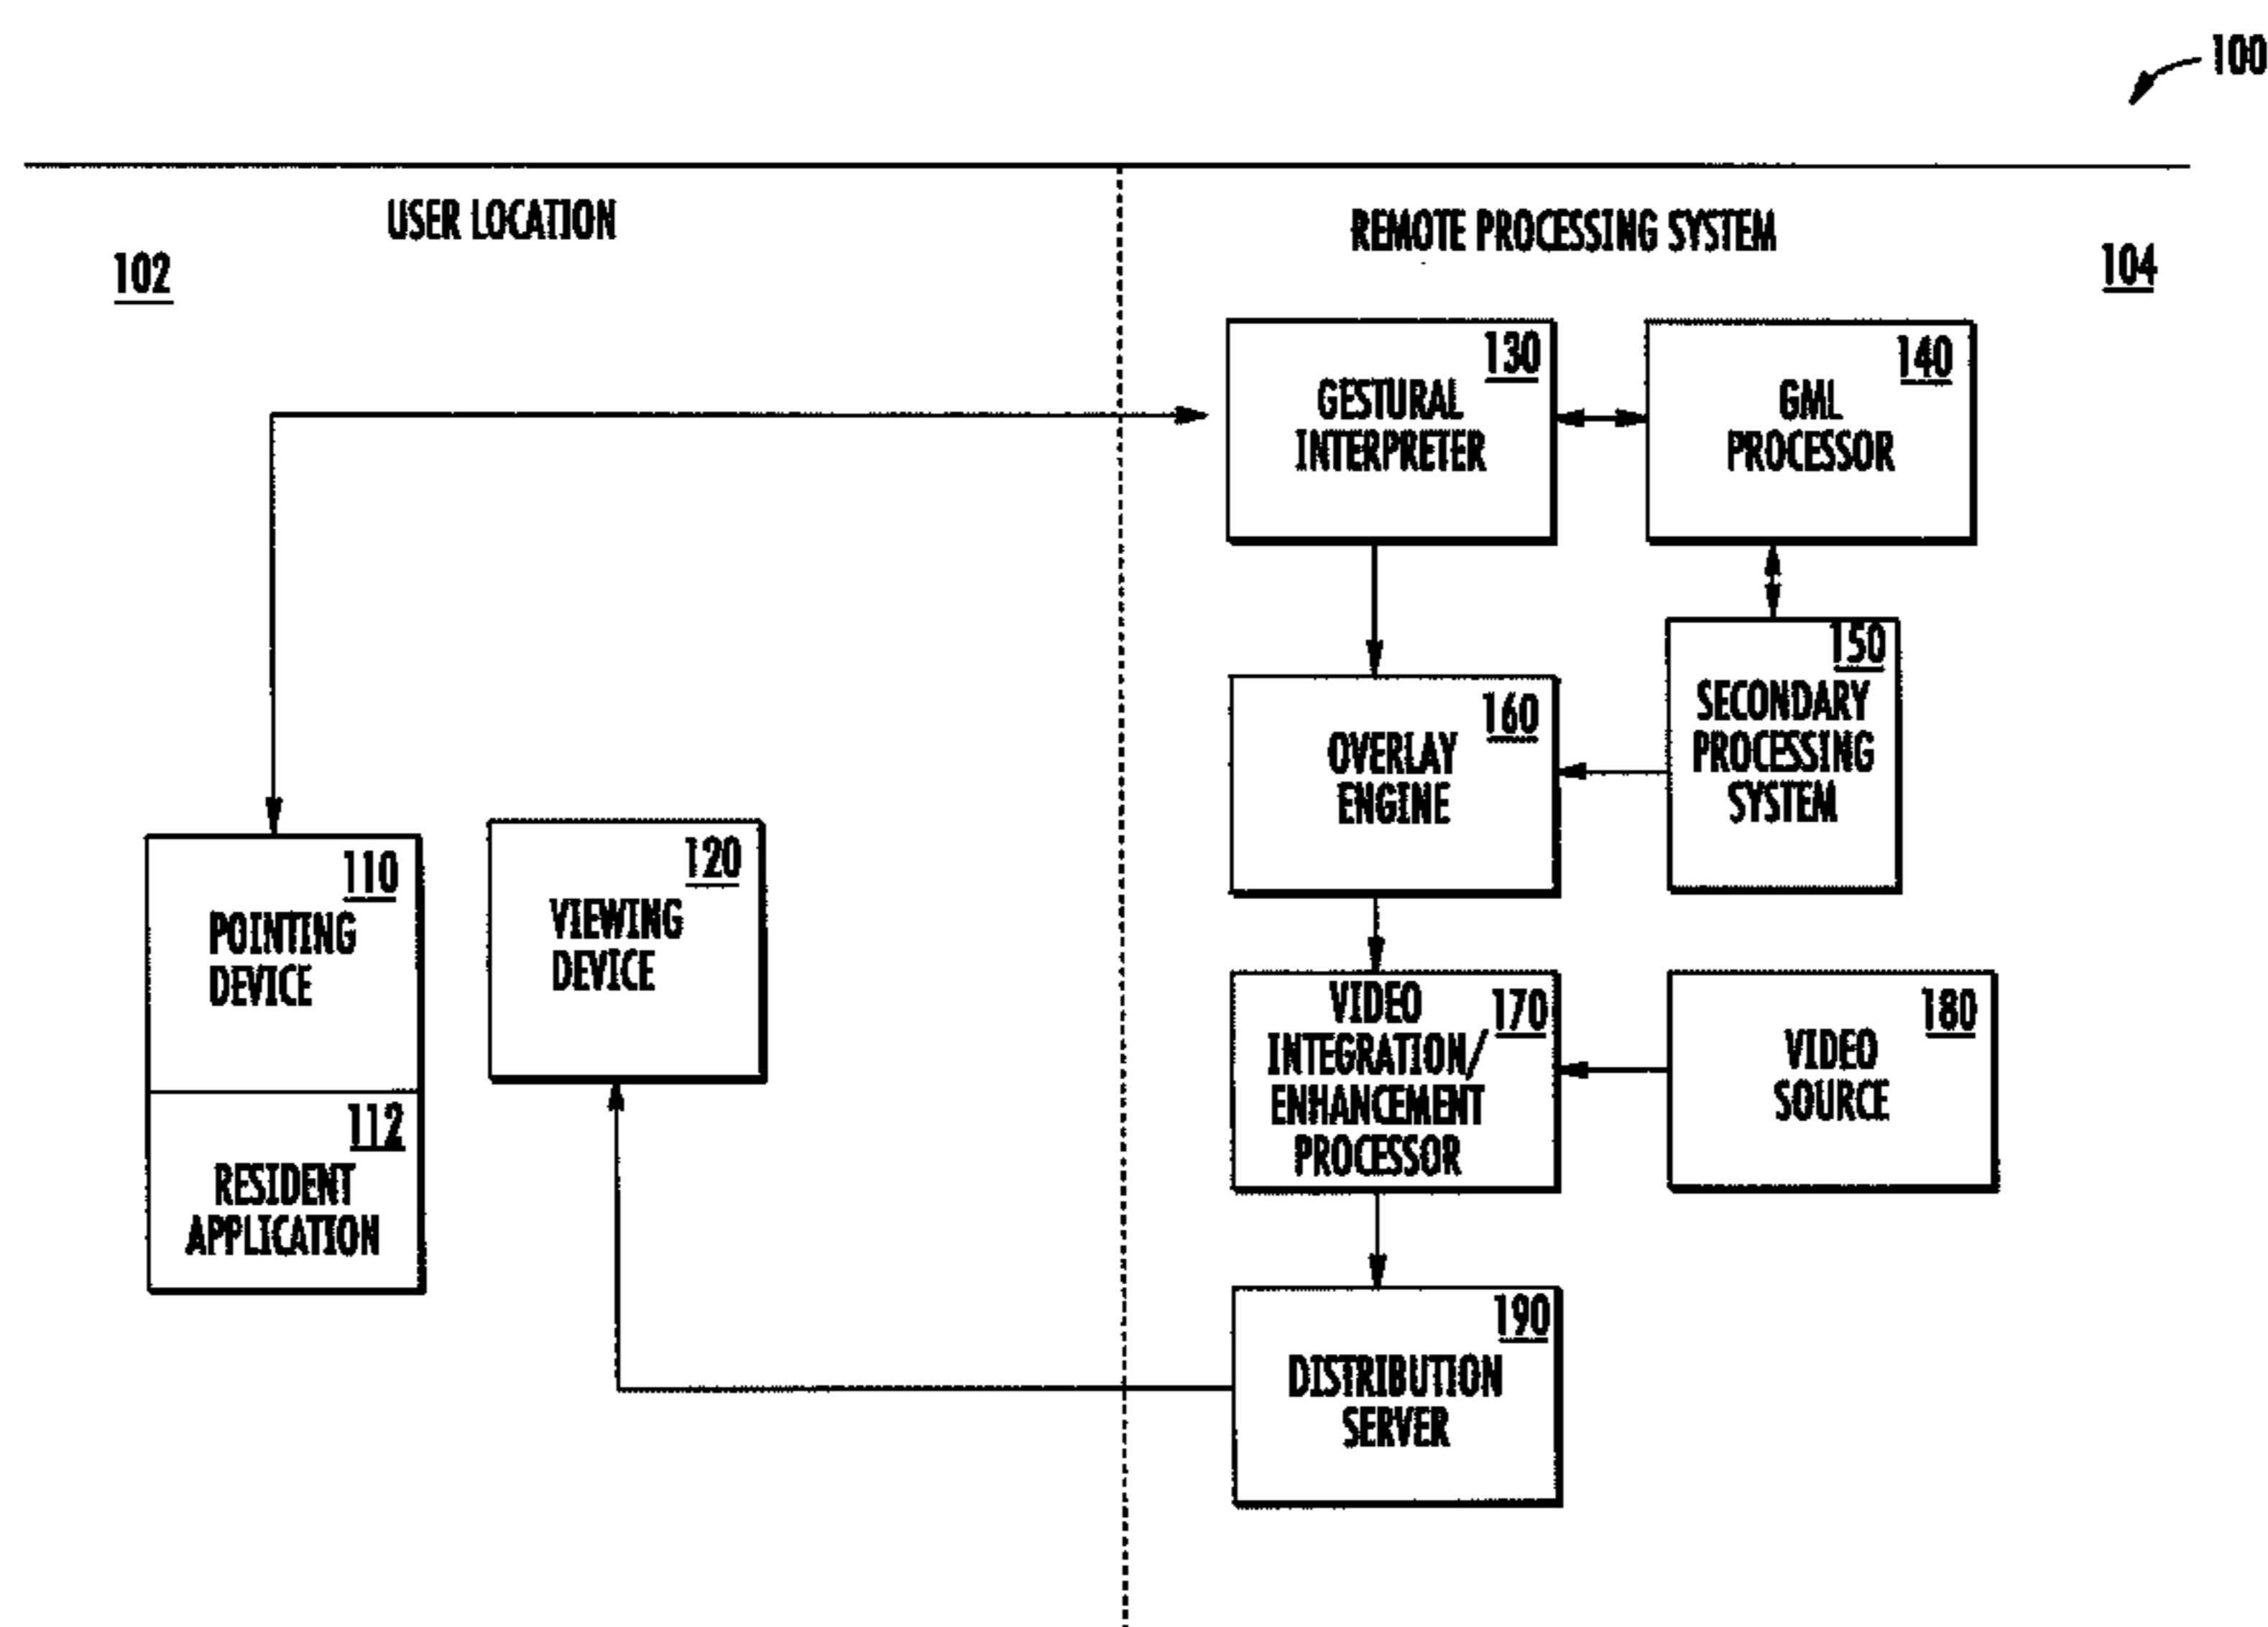 100
USER LOCATION
102
REMOTE PROCESSING SYSTEM
104
130
GESTURAL
INTERPRETER
140
GML
PROCESSOR
150
SECONDARY
PROCESSING
SYSTEM
160
OVERLAY
ENGINE
110
POINTING
DEVICE
112
RESIDENT
APPLICATION
120
VIEWING
DEVICE
170
VIDEO
INTEGRATION/
ENHANCEMENT
PROCESSOR
180
VIDEO
SOURCE
190
DISTRIBUTION
SERVER